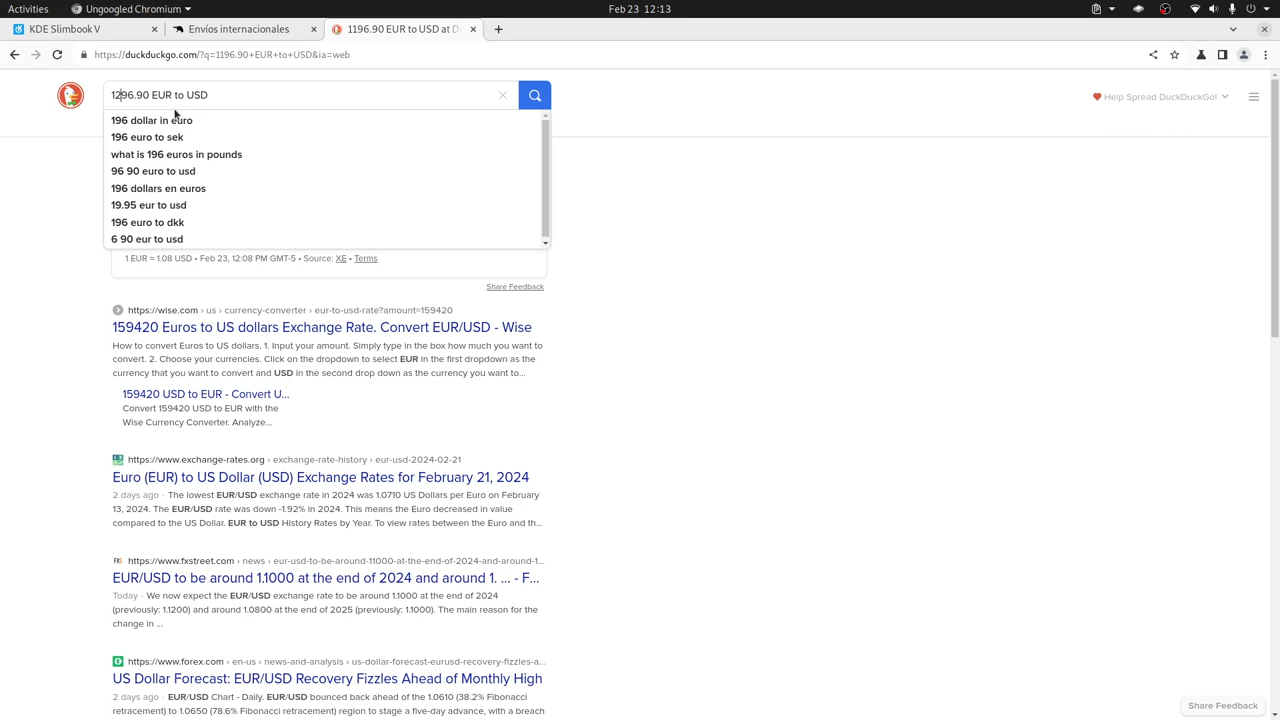 Activities
Ungoogled Chromium
Feb 23 12:13
KDE Slimbook V
Envíos internacionales
1196.90 EUR to USD at D
https://duckduckgo.com/?q=1196.90+EUR+to+USD&ia=web
1296.90 EUR to USD
Help Spread DuckDuckGo!
196 dollar in euro
196 euro to sek
what is 196 euros in pounds
96 90 euro to usd
196 dollars en euros
19.95 eur to usd
196 euro to dkk
6 90 eur to usd
1 EUR = 1.08 USD • Feb 23, 12:08 PM GMT-5 • Source: XE • Terms
Share Feedback
https://wise.com › us › currency-converter › eur-to-usd-rate?amount=159420
159420 Euros to US dollars Exchange Rate. Convert EUR/USD - Wise
How to convert Euros to US dollars. 1. Input your amount. Simply type in the box how much you want to
convert. 2. Choose your currencies. Click on the dropdown to select EUR in the first dropdown as the
currency that you want to convert and USD in the second drop down as the currency you want to...
159420 USD to EUR - Convert U...
Convert 159420 USD to EUR with the
Wise Currency Converter. Analyze...
https://www.exchange-rates.org › exchange-rate-history › eur-usd-2024-02-21
Euro (EUR) to US Dollar (USD) Exchange Rates for February 21, 2024
2 days ago · The lowest EUR/USD exchange rate in 2024 was 1.0710 US Dollars per Euro on February
13, 2024. The EUR/USD rate was down -1.92% in 2024. This means the Euro decreased in value
compared to the US Dollar. EUR to USD History Rates by Year. To view rates between the Euro and th...
https://www.fxstreet.com › news › eur-usd-to-be-around-11000-at-the-end-of-2024-and-around-1...
EUR/USD to be around 1.1000 at the end of 2024 and around 1. ... - F...
Today · We now expect the EUR/USD exchange rate to be around 1.1000 at the end of 2024
(previously: 1.1200) and around 1.0800 at the end of 2025 (previously: 1.1000). The main reason for the
change in ...
https://www.forex.com › en-us › news-and-analysis › us-dollar-forecast-eurusd-recovery-fizzles-a...
US Dollar Forecast: EUR/USD Recovery Fizzles Ahead of Monthly High
2 days ago · EUR/USD Chart - Daily. EUR/USD bounced back ahead of the 1.0610 (38.2% Fibonacci
retracement) to 1.0650 (78.6% Fibonacci retracement) region to stage a five-day advance, with a breach
Share Feedback